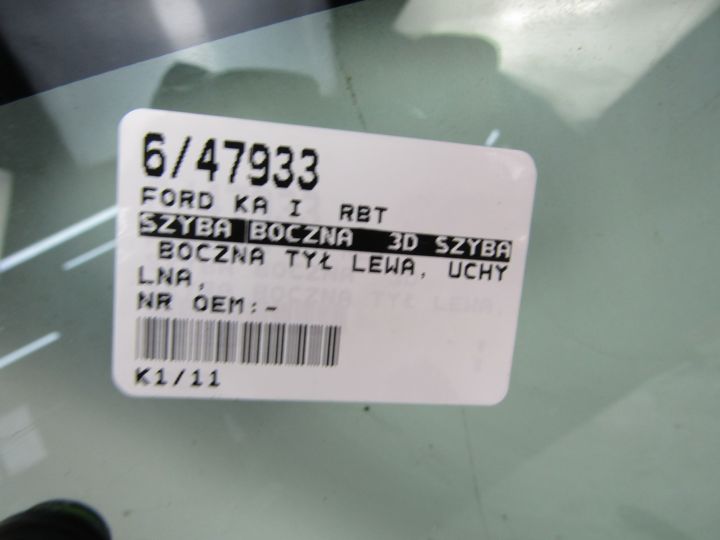 6/47933
FORD KA I RBT
SZYBA BOCZNA 3D SZYBA
BOCZNA TYŁ LEWA, UCHY
LNA,
NR OEM:-
K1/11